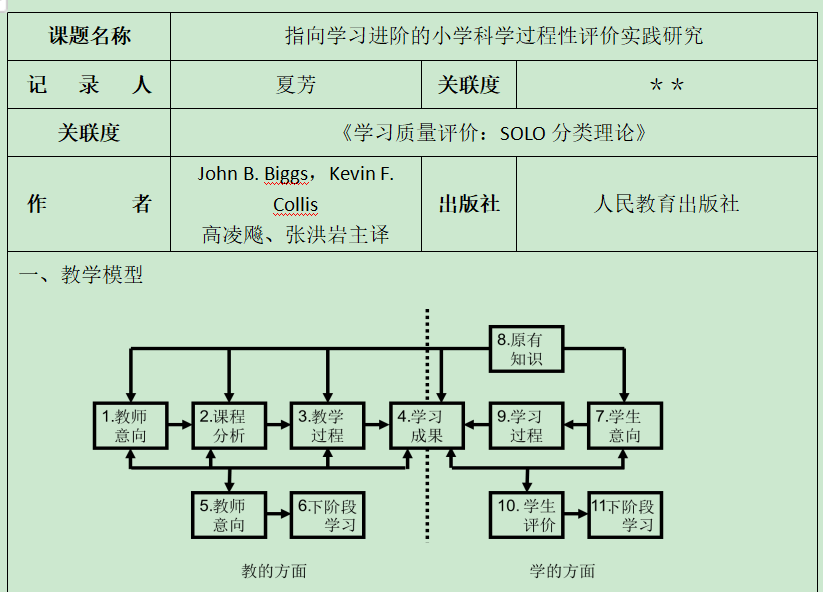 课题名称 指向学习进阶的小学科学过程性评价实践研究
记 录 人 夏芳 关联度 ＊＊
关联度 《学习质量评价：SOLO 分类理论》
作 者 John B. Biggs，Kevin F.
Collis
高凌飚、张洪岩主译 出版社 人民教育出版社
一、教学模型
8.原有
知识
1.教师
意向
2.课程
分析
3.教学
过程
4.学习
成果
9.学习
过程
7.学生
意向
5.教师
意向
6.下阶段
学习
10. 学生
评价
11下阶段
学习
教的方面 学的方面